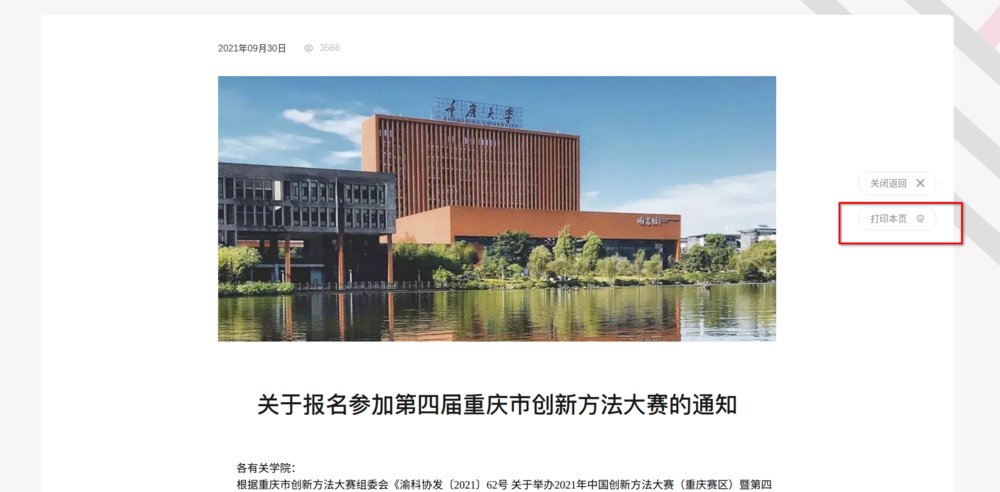 2021年09月30日 3566
重庆大学
CHONGQING UNIVERSITY
关闭返回
打印本页
关于报名参加第四届重庆市创新方法大赛的通知
各有关学院：
根据重庆市创新方法大赛组委会《渝科协发〔2021〕62号 关于举办2021年中国创新方法大赛（重庆赛区）暨第四